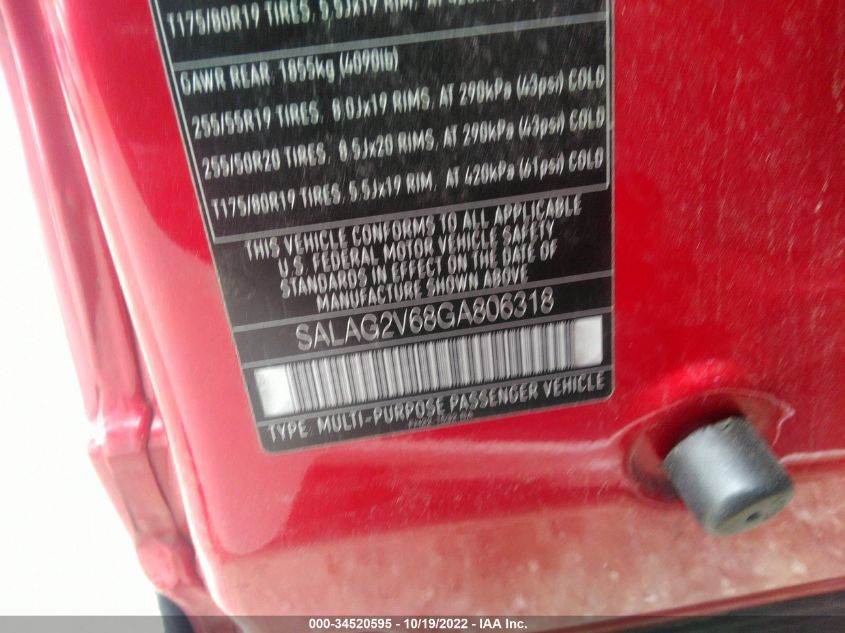 T175/80R19 TIRES, 5.5Jx19 RIM, AT
GAWR REAR 1855kg (4090lb)
255/55R19 TIRES, 8.0Jx19 RIMS, AT 290kPa (43psi) COLD
255/50R20 TIRES, 8.5Jx20 RIMS, AT 290kPa (43psi) COLD
T175/80R19 TIRES, 5.5Jx19 RIM, AT 420kPa (61psi) COLD
THIS VEHICLE CONFORMS TO ALL APPLICABLE
U.S. FEDERAL MOTOR VEHICLE SAFETY
STANDARDS IN EFFECT ON THE DATE OF
MANUFACTURE SHOWN ABOVE
SALAG2V68GA806318
TYPE MULTI-PURPOSE PASSENGER VEHICLE
000-34520595 - 10/19/2022 - IAA Inc.